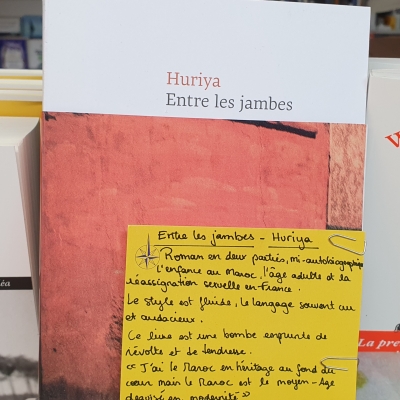 Huriya
Entre les jambes
Entre les jambes - Huriya
Roman en deux parties, mi-autobiographique
L'enfance au Maroc, l'âge adulte et la
réassignation sexuelle en France.
Le style est fluide, le langage souvent cru
et audacieux.
Ce livre est une bombe emprunte de
révolte et de tendresse.
"J'ai le Maroc en héritage au fond du
cœur mais le Maroc est le moyen-âge
déguisé en modernité"
La pre